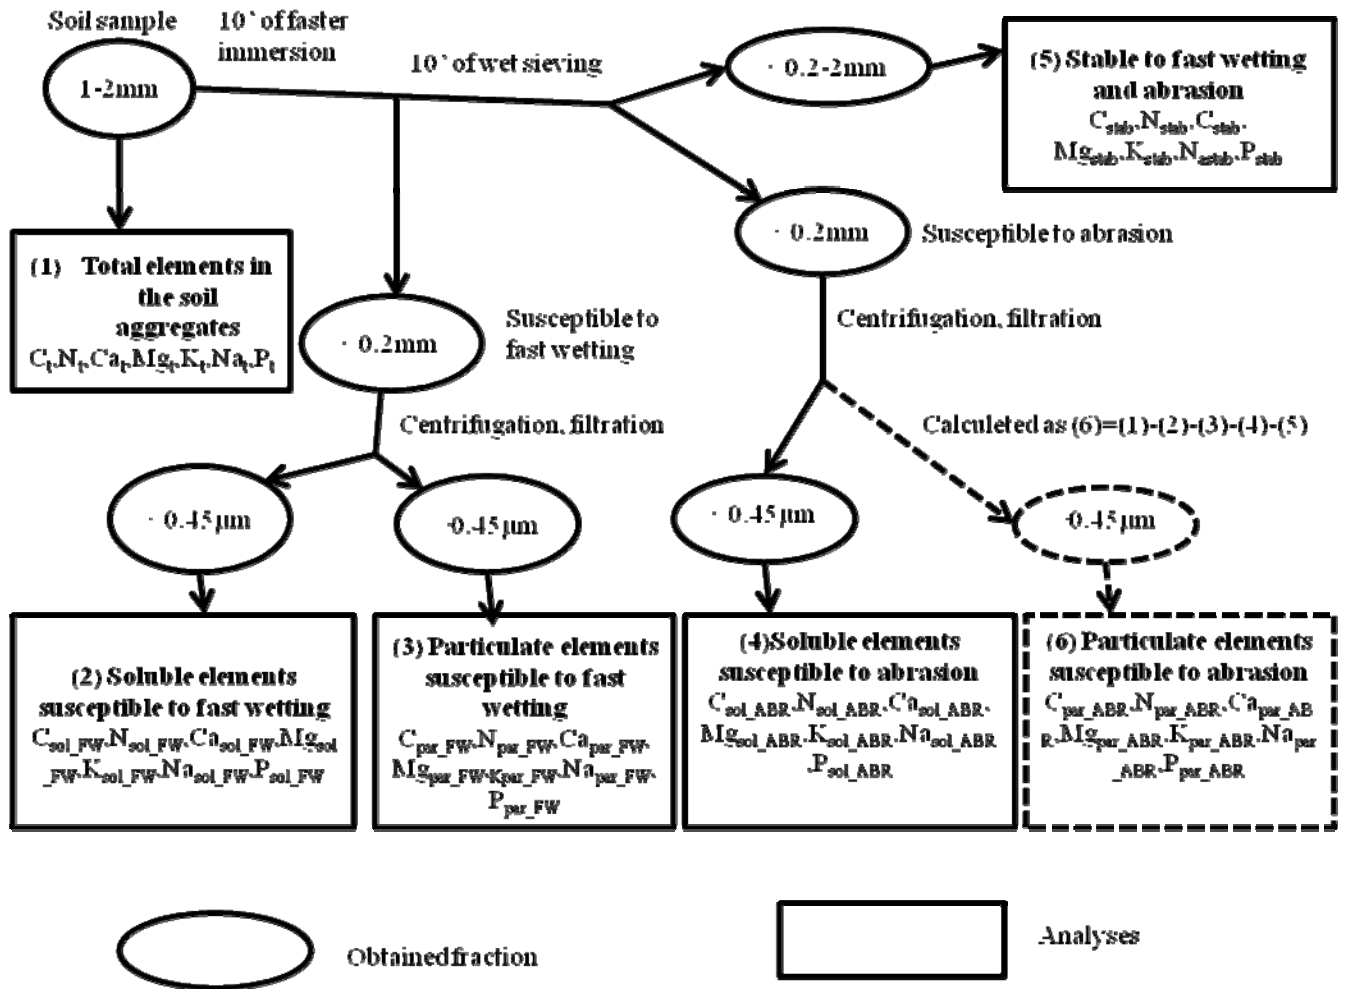 Soil sample
1-2mm
10` of faster
immersion
10` of wet sieving
· 0.2-2mm
(5) Stable to fast wetting
and abrasion
Cstab.Nstab.Cstab.
Mgstab.Kstab.Nastab.Pstab
· 0.2mm
Susceptible to abrasion
(1) Total elements in
the soil
aggregates
Ct.Nt.Cat.Mgt.Kt.Nat.Pt
· 0.2mm
Susceptible to
fast wetting
Centrifugation, filtration
Centrifugation, filtration
Calculeted as (6)=(1)-(2)-(3)-(4)-(5)
· 0.45μm
·0.45μm
· 0.45μm
·0.45μm
(2) Soluble elements
susceptible to fast wetting
Csol_FW.Nsol_FW.Casol_FW.Mgsol
_FW.Ksol_FW.Nasol_FW.Psol_FW
(3) Particulate elements
susceptible to fast
wetting
Cpar_FW.Npar_FW.Capar_FW.
Mgpar_FW.Kpar_FW.Napar_FW.
Ppar_FW
(4)Soluble elements
susceptible to abrasion
Csol_ABR.Nsol_ABR.Casol_ABR.
Mgsol_ABR.Ksol_ABR.Nasol_ABR
.Psol_ABR
(6) Particulate elements
susceptible to abrasion
Cpar_ABR.Npar_ABR.Capar_AB
R.Mgpar_ABR.Kpar_ABR.Napar
_ABR.Ppar_ABR
Obtained fraction
Analyses